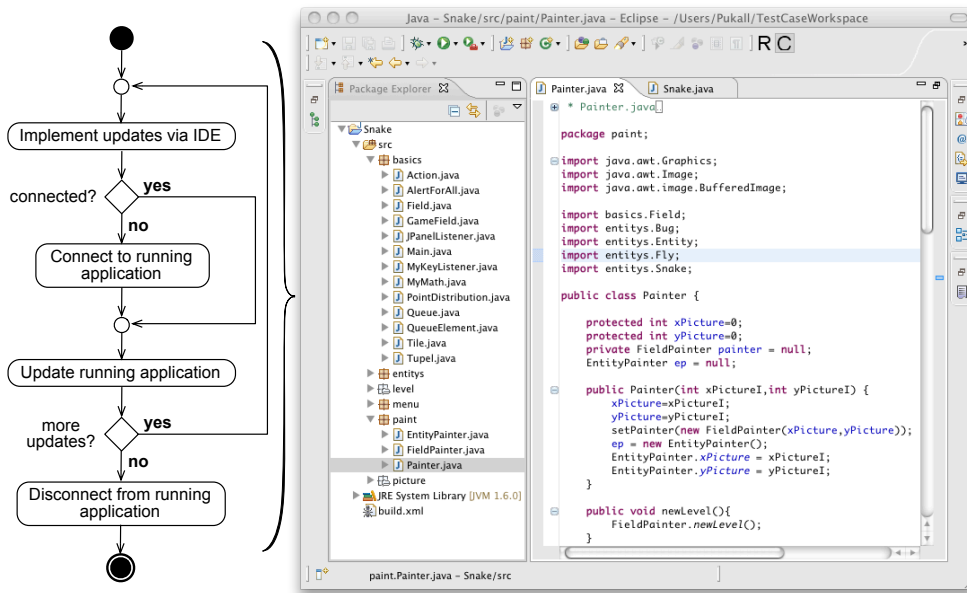 Implement updates via IDE
connected?
yes
no
Connect to running
application
Update running application
more
updates?
yes
no
Disconnect from running
application
Java – Snake/src/paint/Painter.java – Eclipse – /Users/Pukall/TestCaseWorkspace
R C
Package Explorer
Snake
src
basics
Action.java
AlertForAll.java
Field.java
GameField.java
JPanelListener.java
Main.java
MyKeyListener.java
MyMath.java
PointDistribution.java
Queue.java
QueueElement.java
Tile.java
Tupel.java
entitys
level
menu
paint
EntityPainter.java
FieldPainter.java
Painter.java
picture
JRE System Library [JVM 1.6.0]
build.xml
Painter.java
Snake.java
* Painter.java
package paint;
import java.awt.Graphics;
import java.awt.Image;
import java.awt.image.BufferedImage;
import basics.Field;
import entitys.Bug;
import entitys.Entity;
import entitys.Fly;
import entitys.Snake;
public class Painter {
protected int xPicture=0;
protected int yPicture=0;
private FieldPainter painter = null;
EntityPainter ep = null;
public Painter(int xPictureI,int yPictureI) {
xPicture=xPictureI;
yPicture=yPictureI;
setPainter(new FieldPainter(xPicture,yPicture));
ep = new EntityPainter();
EntityPainter.xPicture = xPictureI;
EntityPainter.yPicture = yPictureI;
}
public void newLevel(){
FieldPainter.newLevel();
}
paint.Painter.java – Snake/src